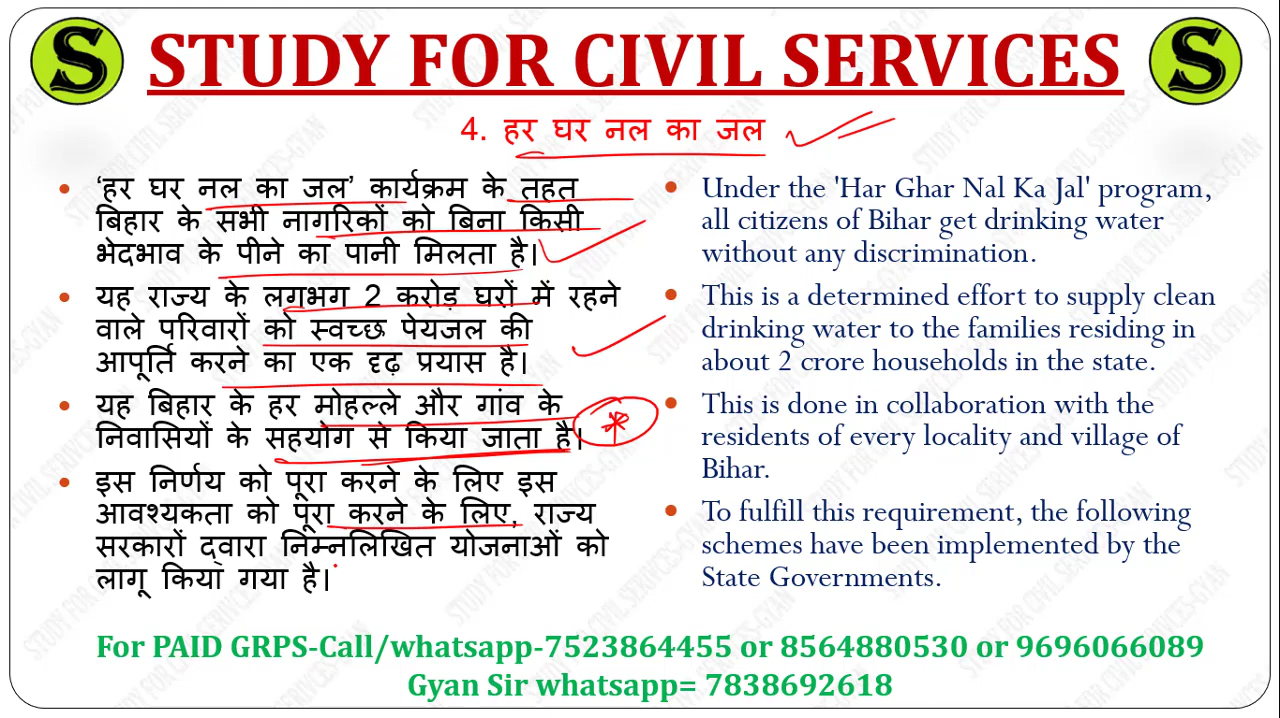 S
STUDY FOR CIVIL SERVICES
S
4. हर घर नल का जल
‘हर घर नल का जल’ कार्यक्रम के तहत
बिहार के सभी नागरिकों को बिना किसी
भेदभाव के पीने का पानी मिलता है।
यह राज्य के लगभग 2 करोड़ घरों में रहने
वाले परिवारों को स्वच्छ पेयजल की
आपूर्ति करने का एक दृढ़ प्रयास है।
यह बिहार के हर मोहल्ले और गांव के
निवासियों के सहयोग से किया जाता है।
इस निर्णय को पूरा करने के लिए इस
आवश्यकता को पूरा करने के लिए, राज्य
सरकारों द्वारा निम्नलिखित योजनाओं को
लागू किया गया है।
Under the 'Har Ghar Nal Ka Jal' program,
all citizens of Bihar get drinking water
without any discrimination.
This is a determined effort to supply clean
drinking water to the families residing in
about 2 crore households in the state.
This is done in collaboration with the
residents of every locality and village of
Bihar.
To fulfill this requirement, the following
schemes have been implemented by the
State Governments.
For PAID GRPS-Call/whatsapp-7523864455 or 8564880530 or 9696066089
Gyan Sir whatsapp= 7838692618